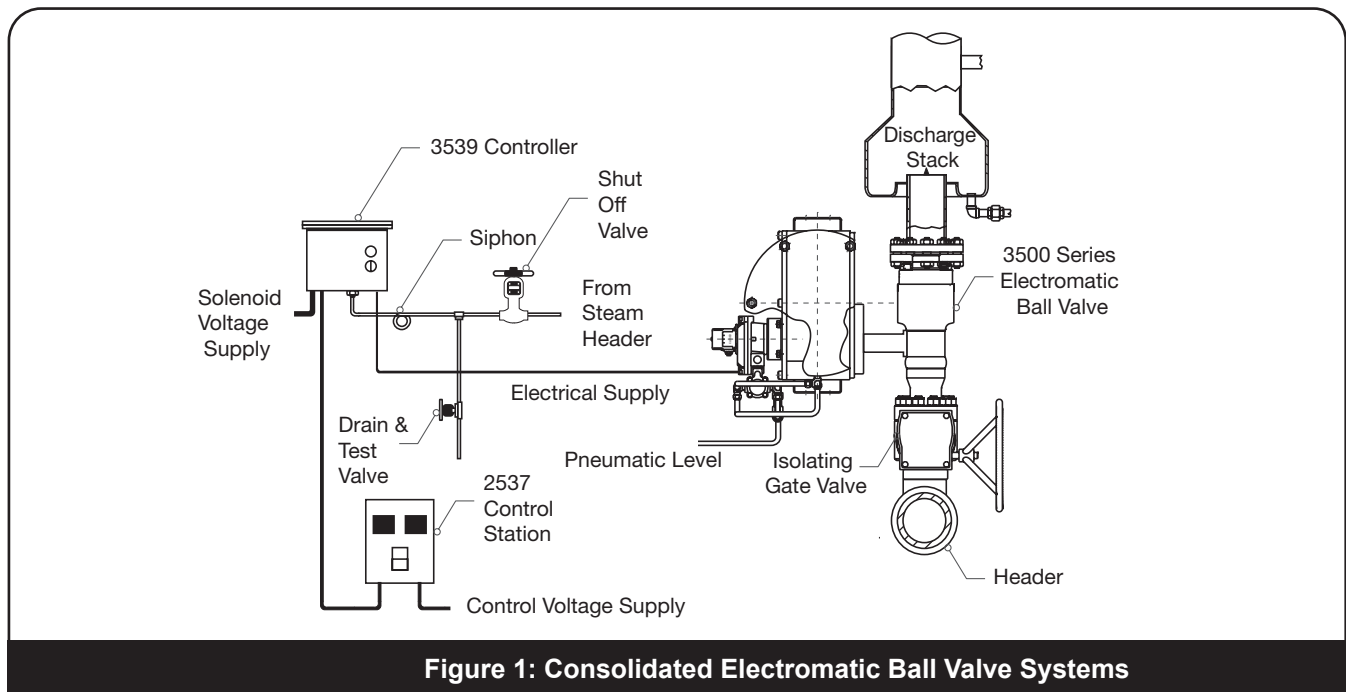 Discharge
Stack
3539 Controller
Shut
Off
Valve
Siphon
3500 Series
Electromatic
Ball Valve
Solenoid
Voltage
Supply
From
Steam
Header
Electrical Supply
Drain &
Test
Valve
Pneumatic Level
Isolating
Gate Valve
2537
Control
Station
Header
Control Voltage Supply
Figure 1: Consolidated Electromatic Ball Valve Systems